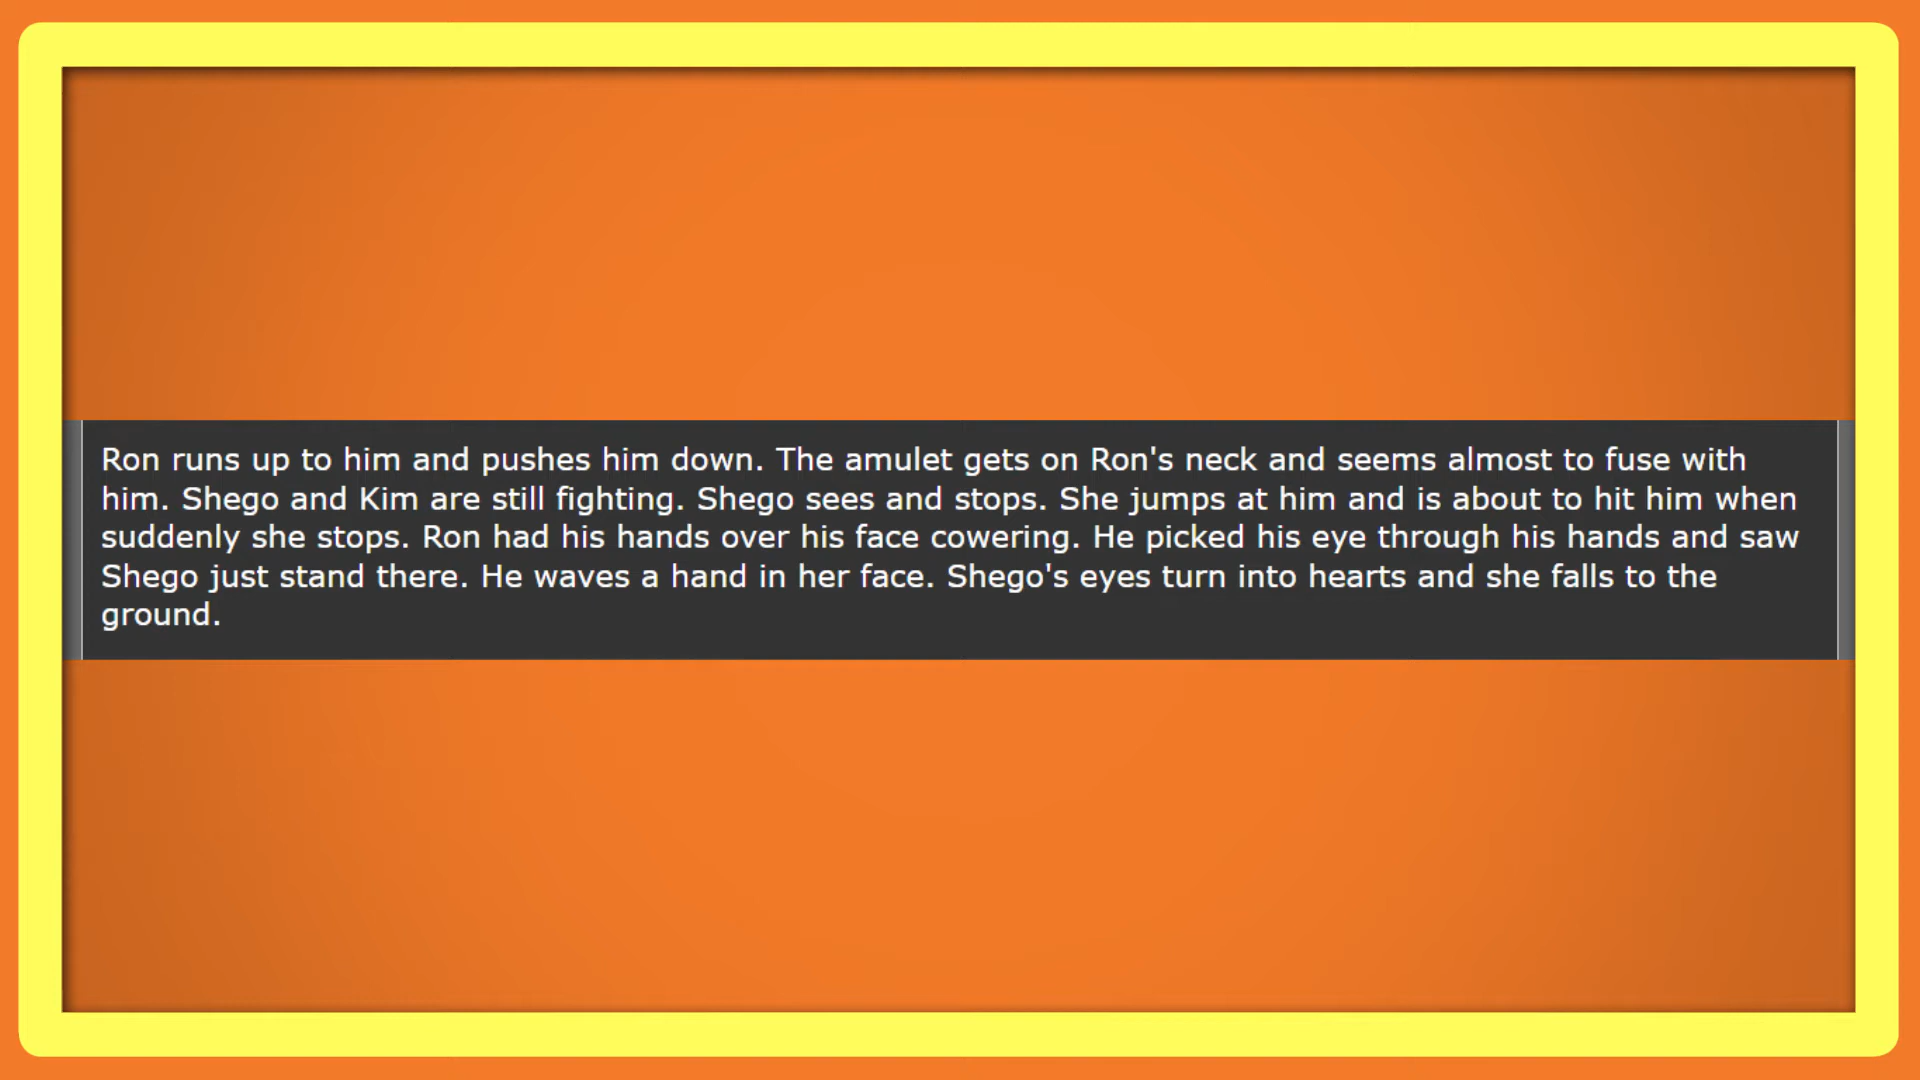 Ron runs up to him and pushes him down. The amulet gets on Ron's neck and seems almost to fuse with
him. Shego and Kim are still fighting. Shego sees and stops. She jumps at him and is about to hit him when
suddenly she stops. Ron had his hands over his face cowering. He picked his eye through his hands and saw
Shego just stand there. He waves a hand in her face. Shego's eyes turn into hearts and she falls to the
ground.